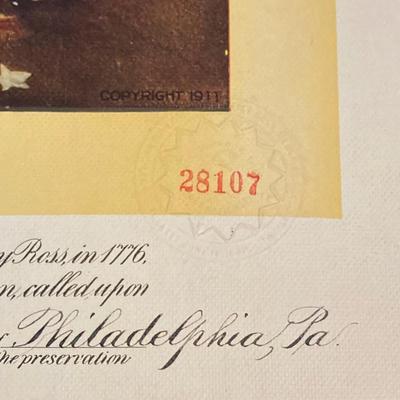 COPYRIGHT 1911
28107
y Ross, in 1776,
n, called upon
Philadelphia, Pa.
the preservation